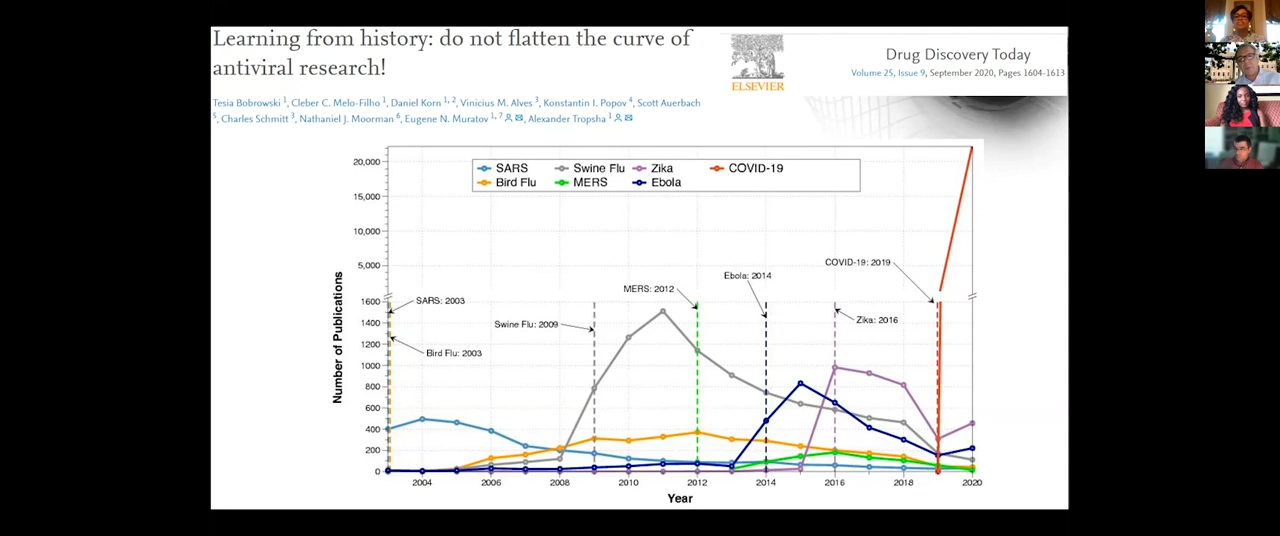 Learning from history: do not flatten the curve of
antiviral research!
ELSEVIER
Drug Discovery Today
Volume 25, Issue 9, September 2020, Pages 1604-1613
Tesia Bobrowski 1, Cleber C. Melo-Filho 1, Daniel Korn 1, 2, Vinicius M. Alves 3, Konstantin I. Popov 4, Scott Auerbach
5, Charles Schmitt 3, Nathaniel J. Moorman 6, Eugene N. Muratov 1, 7, Alexander Tropsha 1
SARS Swine Flu Zika COVID-19
Bird Flu MERS Ebola
20,000
15,000
10,000
5,000
1600
1400
1200
1000
800
600
400
200
0
Number of Publications
SARS: 2003
Bird Flu: 2003
Swine Flu: 2009
MERS: 2012
Ebola: 2014
Zika: 2016
COVID-19: 2019
2004 2006 2008 2010 2012 2014 2016 2018 2020
Year